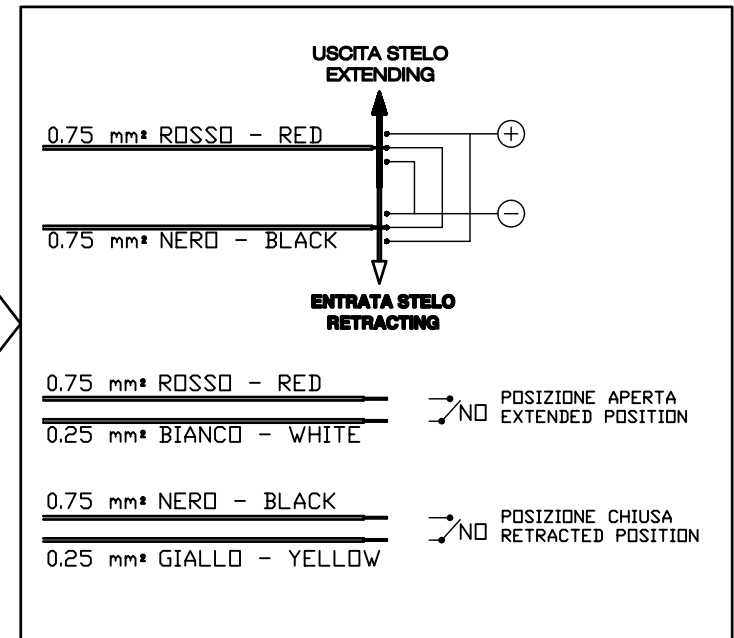 USCITA STELO
EXTENDING
0.75 mm² ROSSO - RED
+
-
0.75 mm² NERO - BLACK
ENTRATA STELO
RETRACTING
0.75 mm² ROSSO - RED
0.25 mm² BIANCO - WHITE
NO
POSIZIONE APERTA
EXTENDED POSITION
0.75 mm² NERO - BLACK
0.25 mm² GIALLO - YELLOW
NO
POSIZIONE CHIUSA
RETRACTED POSITION